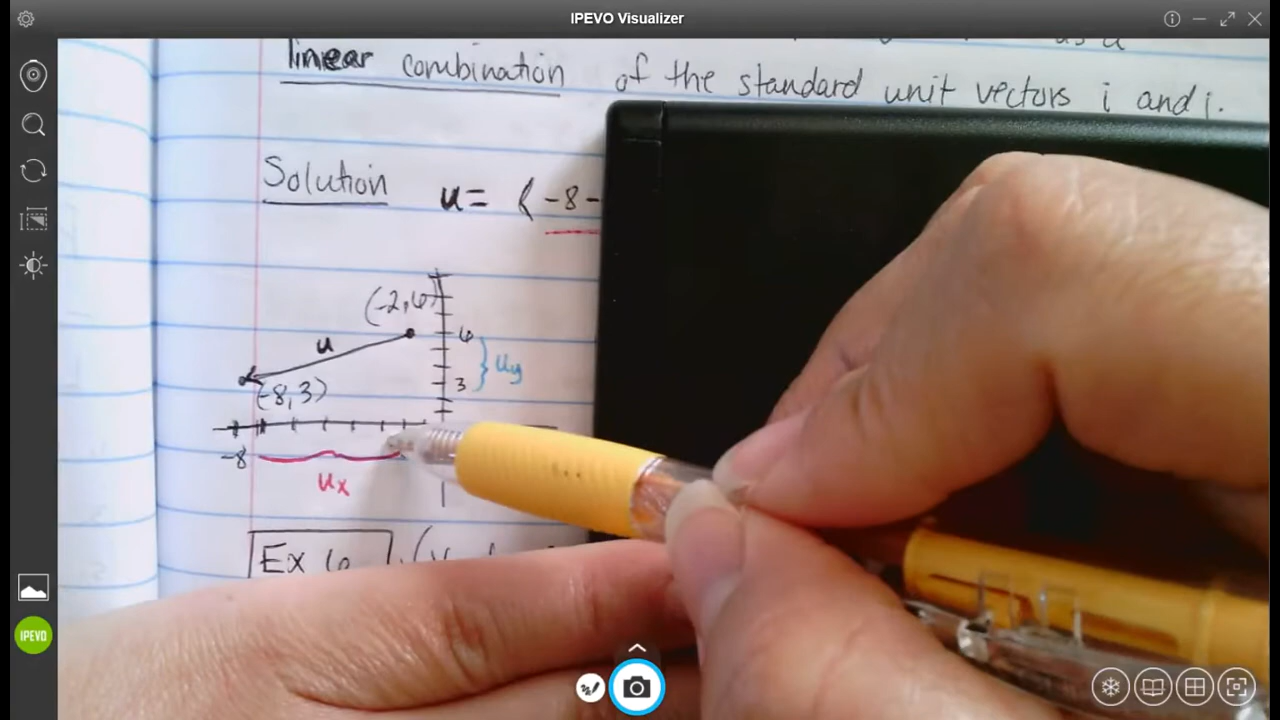 IPEVO Visualizer
as a
linear combination of the standard unit vectors i and j.
Solution u = ⟨ -8 -
(-2,6)
6
u
uy
3
(-8,3)
-8
ux
Ex 6
IPEVO